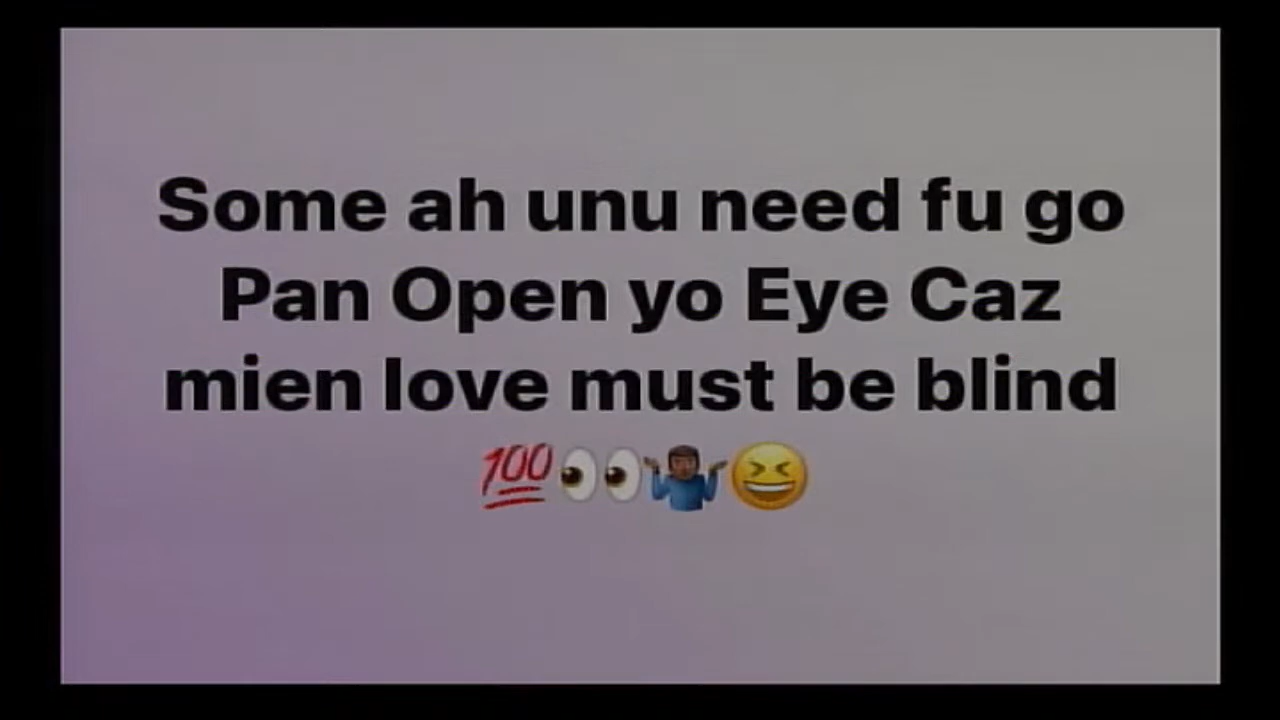 Some ah unu need fu go
Pan Open yo Eye Caz
mien love must be blind
💯👀🤷🏾‍♂️😆